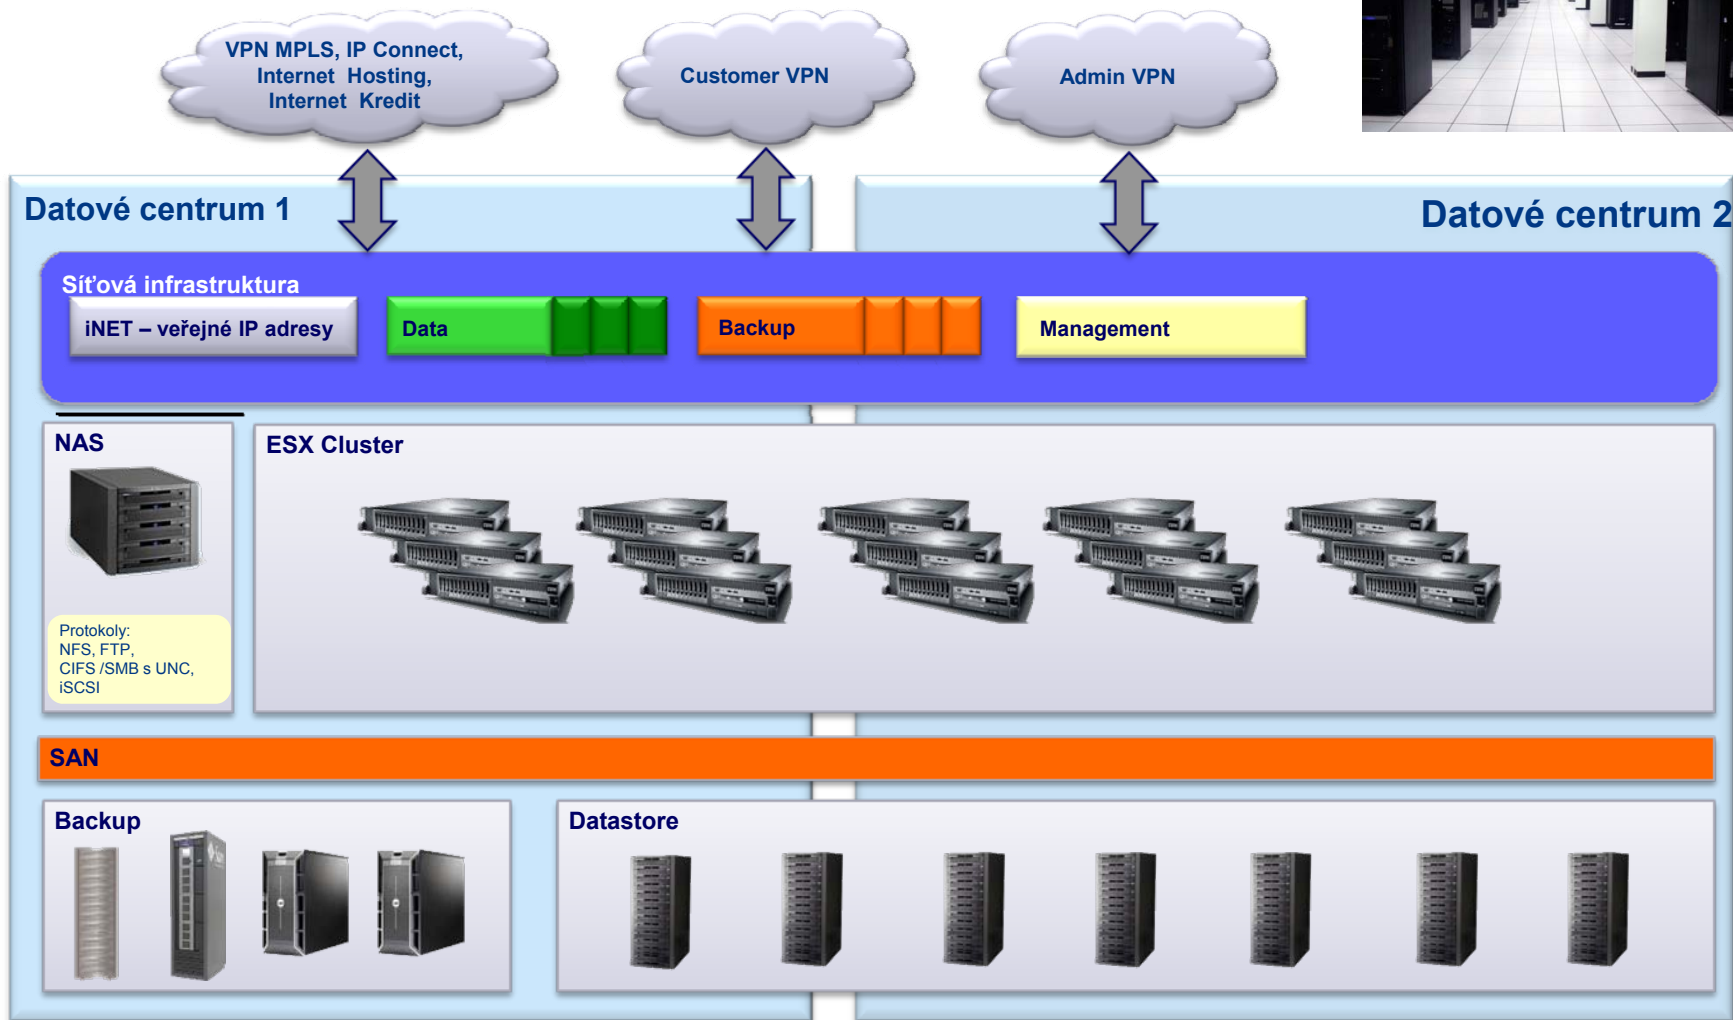 VPN MPLS, IP Connect,
Internet Hosting,
Internet Kredit
Customer VPN
Admin VPN
Datové centrum 1
Datové centrum 2
Síťová infrastruktura
iNET – veřejné IP adresy
Data
Backup
Management
NAS
ESX Cluster
Protokoly:
NFS, FTP,
CIFS /SMB s UNC,
iSCSI
SAN
Backup
Datastore
Sun